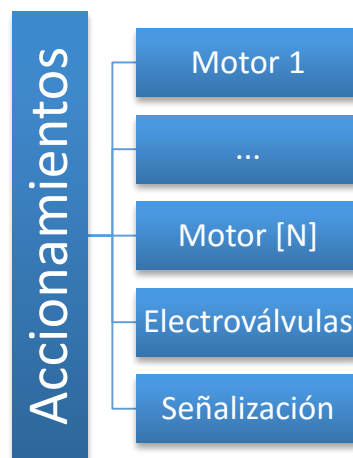 Accionamientos
Motor 1
...
Motor [N]
Electroválvulas
Señalización